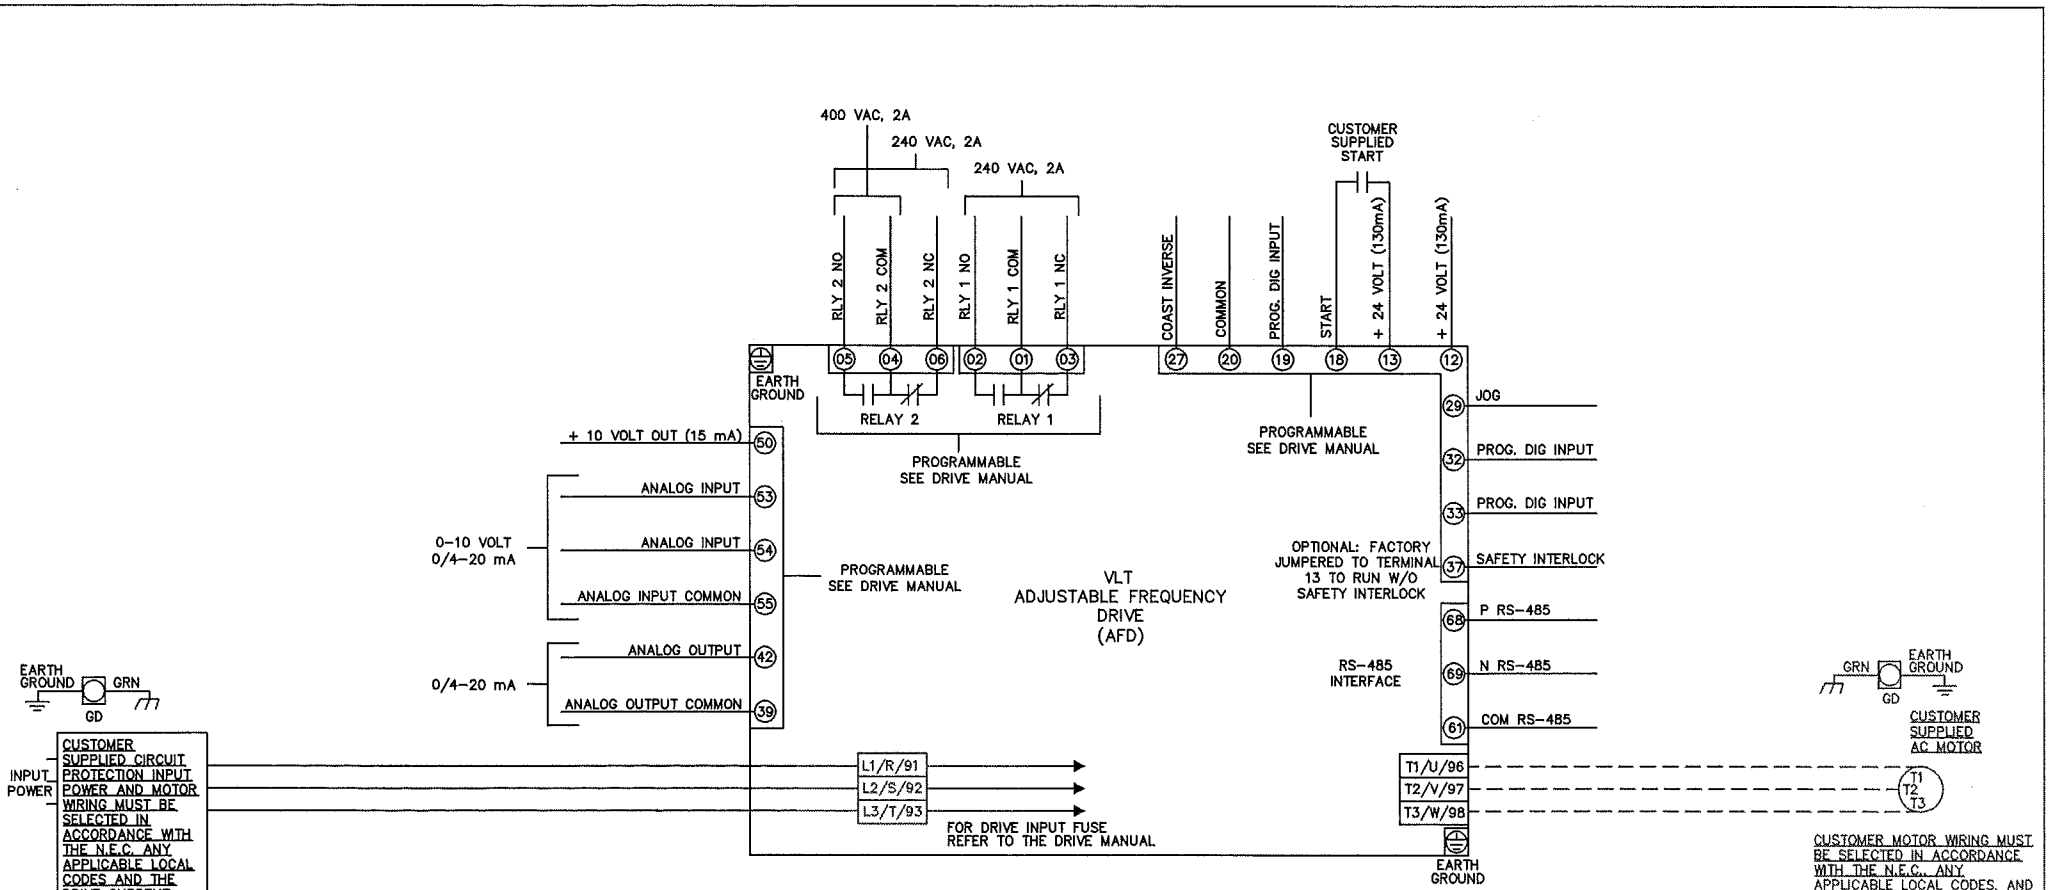 400 VAC, 2A
240 VAC, 2A
240 VAC, 2A
CUSTOMER
SUPPLIED
START
RLY 2 NO
RLY 2 COM
RLY 2 NC
RLY 1 NO
RLY 1 COM
RLY 1 NC
COAST INVERSE
COMMON
PROG. DIG INPUT
START
+ 24 VOLT (130mA)
+ 24 VOLT (130mA)
05
04
06
02
01
03
27
20
19
18
13
12
EARTH
GROUND
RELAY 2
RELAY 1
PROGRAMMABLE
SEE DRIVE MANUAL
PROGRAMMABLE
SEE DRIVE MANUAL
29 JOG
32 PROG. DIG INPUT
33 PROG. DIG INPUT
37 SAFETY INTERLOCK
OPTIONAL: FACTORY
JUMPERED TO TERMINAL
13 TO RUN W/O
SAFETY INTERLOCK
+ 10 VOLT OUT (15 mA) 50
ANALOG INPUT 53
ANALOG INPUT 54
ANALOG INPUT COMMON 55
0-10 VOLT
0/4-20 mA
PROGRAMMABLE
SEE DRIVE MANUAL
ANALOG OUTPUT 42
ANALOG OUTPUT COMMON 39
0/4-20 mA
VLT
ADJUSTABLE FREQUENCY
DRIVE
(AFD)
68 P RS-485
69 N RS-485
61 COM RS-485
RS-485
INTERFACE
EARTH
GROUND
GRN
GD
GRN
EARTH
GROUND
GD
CUSTOMER
SUPPLIED
AC MOTOR
INPUT
POWER
CUSTOMER
SUPPLIED CIRCUIT
PROTECTION INPUT
POWER AND MOTOR
WIRING MUST BE
SELECTED IN
ACCORDANCE WITH
THE N.E.C. ANY
APPLICABLE LOCAL
CODES AND THE
L1/R/91
L2/S/92
L3/T/93
FOR DRIVE INPUT FUSE
REFER TO THE DRIVE MANUAL
T1/U/96
T2/V/97
T3/W/98
T1
T2
T3
EARTH
GROUND
CUSTOMER MOTOR WIRING MUST
BE SELECTED IN ACCORDANCE
WITH THE N.E.C., ANY
APPLICABLE LOCAL CODES, AND